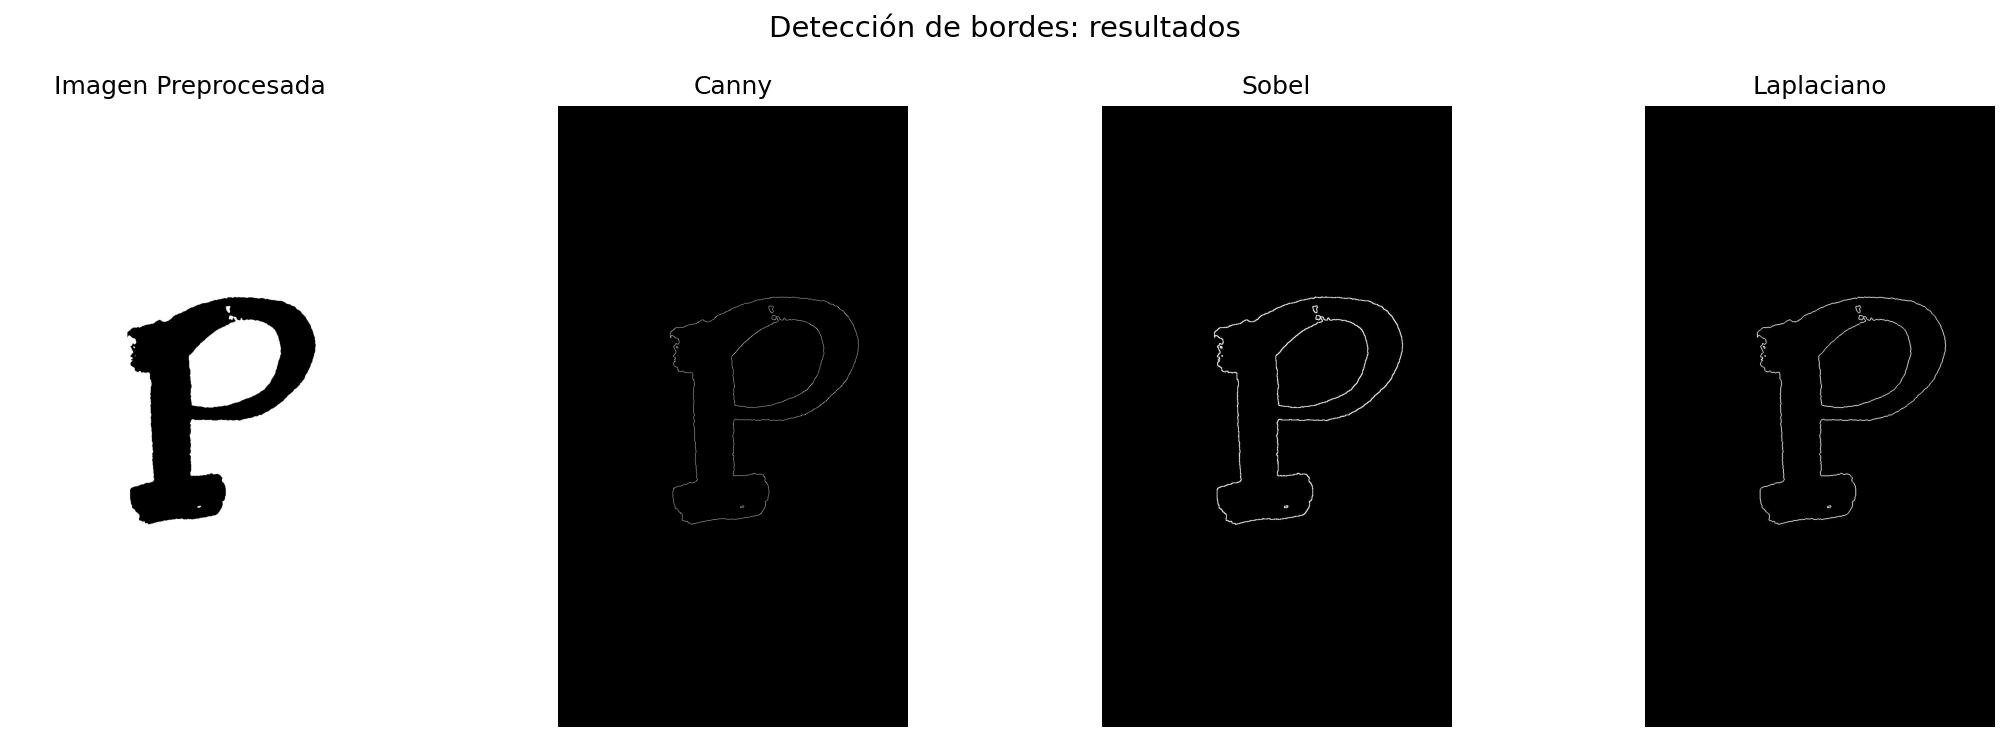 Detección de bordes: resultados
Imagen Preprocesada
Canny
Sobel
Laplaciano
P
P
P
P